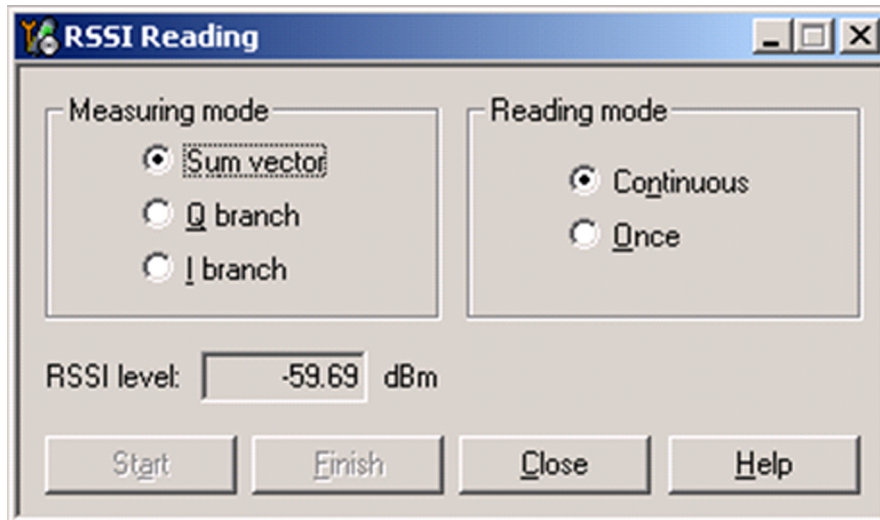 RSSI Reading
Measuring mode
Sum vector
Q branch
I branch
Reading mode
Continuous
Once
RSSI level: -59.69 dBm
Start Finish Close Help